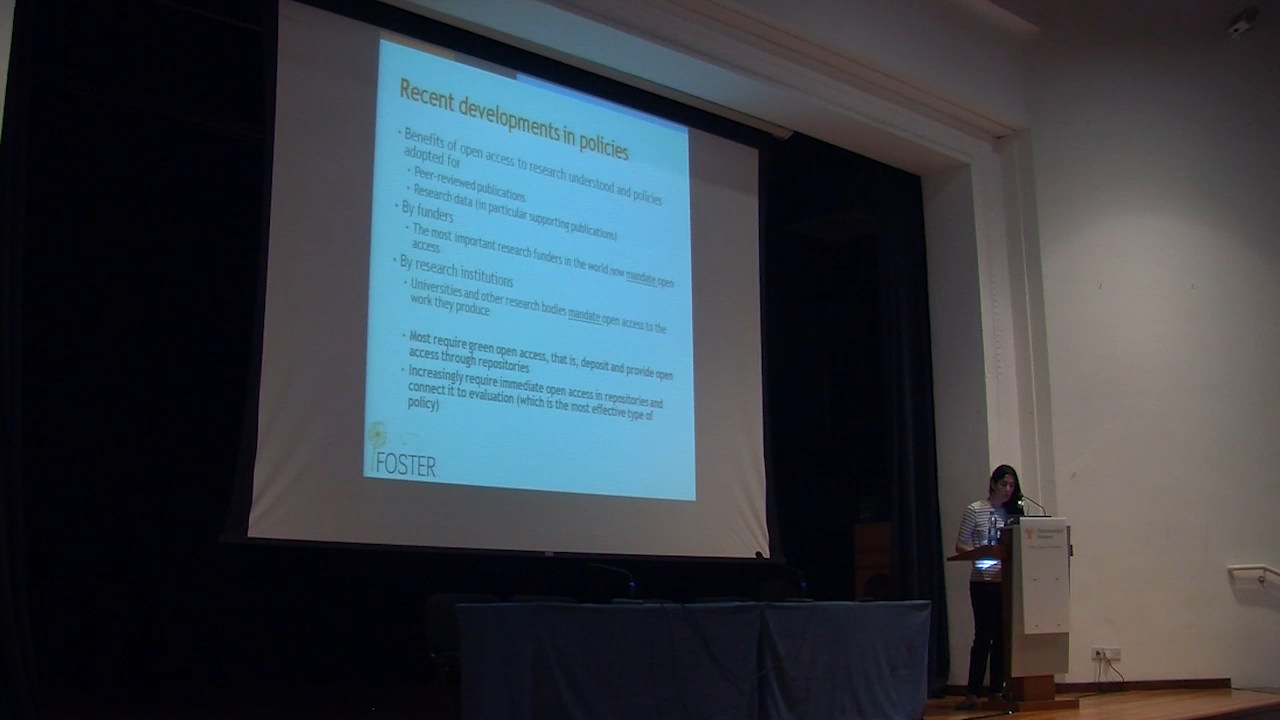 Recent developments in policies
• Benefits of open access to research understood and policies
adopted for
• Peer-reviewed publications
• Research data (in particular supporting publications)
• By funders
• The most important research funders in the world now mandate open
access
• By research institutions
• Universities and other research bodies mandate open access to the
work they produce
• Most require green open access, that is, deposit and provide open
access through repositories
• Increasingly require immediate open access in repositories and
connect it to evaluation (which is the most effective type of
policy)
FOSTER